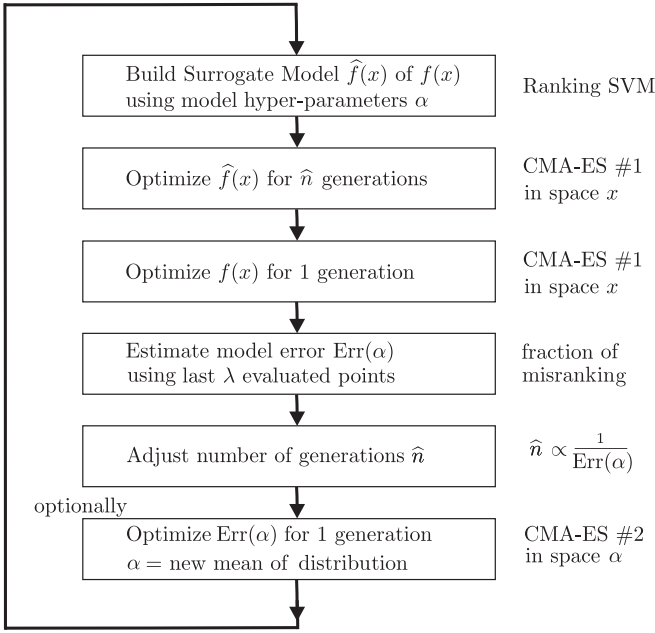 Build Surrogate Model f̂(x) of f(x)
using model hyper-parameters α
Ranking SVM
Optimize f̂(x) for n̂ generations
CMA-ES #1
in space x
Optimize f(x) for 1 generation
CMA-ES #1
in space x
Estimate model error Err(α)
using last λ evaluated points
fraction of
misranking
Adjust number of generations n̂
n̂ ∝ 1/Err(α)
optionally
Optimize Err(α) for 1 generation
α = new mean of distribution
CMA-ES #2
in space α